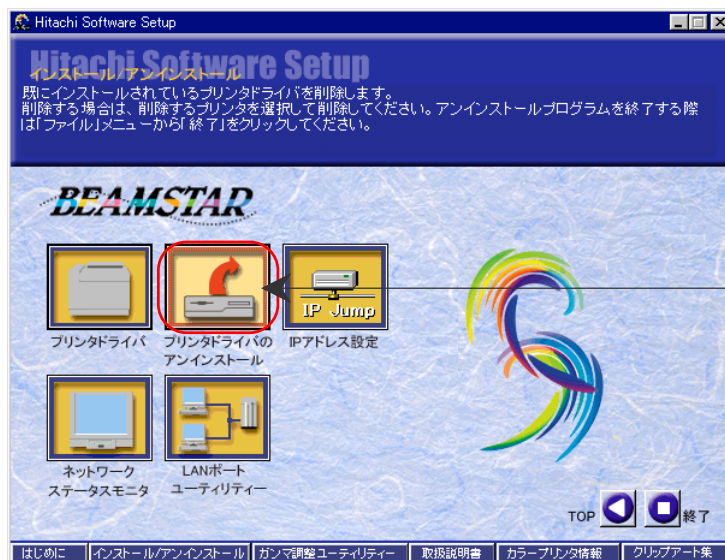 Hitachi Software Setup
Hitachi Software Setup
インストール/アンインストール
既にインストールされているプリンタドライバを削除します。
削除する場合は、削除するプリンタを選択して削除してください。アンインストールプログラムを終了する際
は「ファイル」メニューから「終了」をクリックしてください。
BEAMSTAR
IP Jump
プリンタドライバ
プリンタドライバの
アンインストール
IPアドレス設定
ネットワーク
ステータスモニタ
LANポート
ユーティリティー
TOP
終了
はじめに
インストール/アンインストール
ガンマ調整ユーティリティー
取扱説明書
カラープリンタ情報
クリップアート集